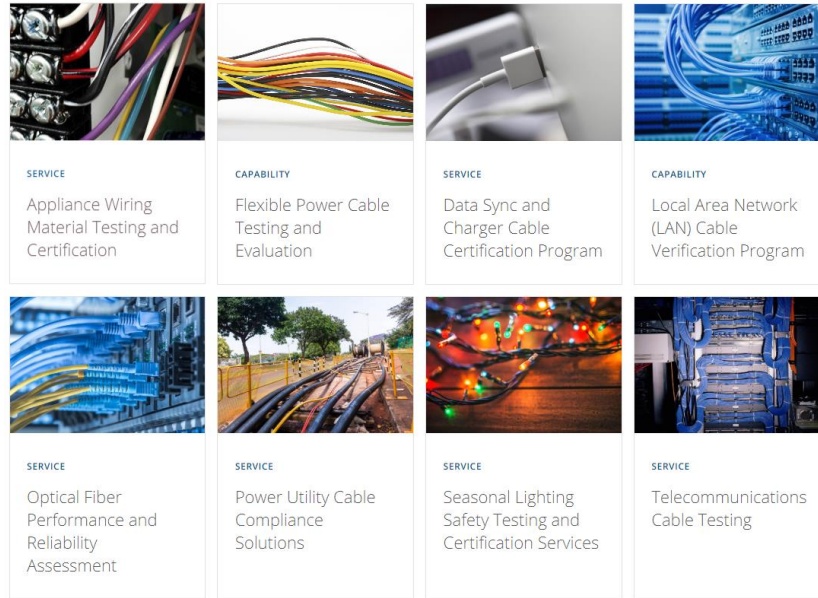 SERVICE
Appliance Wiring
Material Testing and
Certification
CAPABILITY
Flexible Power Cable
Testing and
Evaluation
SERVICE
Data Sync and
Charger Cable
Certification Program
CAPABILITY
Local Area Network
(LAN) Cable
Verification Program
SERVICE
Optical Fiber
Performance and
Reliability
Assessment
SERVICE
Power Utility Cable
Compliance
Solutions
SERVICE
Seasonal Lighting
Safety Testing and
Certification Services
SERVICE
Telecommunications
Cable Testing